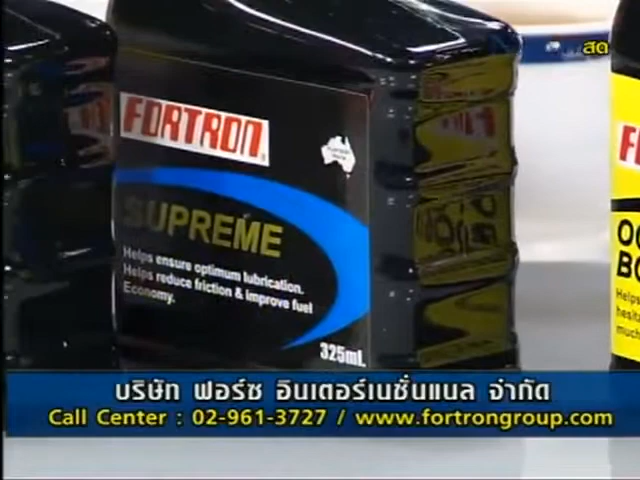 สด
FORTRON
SUPREME
Helps ensure optimum lubrication.
Helps reduce friction & improve fuel
Economy.
325mL
บริษัท ฟอร์ซ อินเตอร์เนชั่นแนล จำกัด
Call Center : 02-961-3727 / www.fortrongroup.com